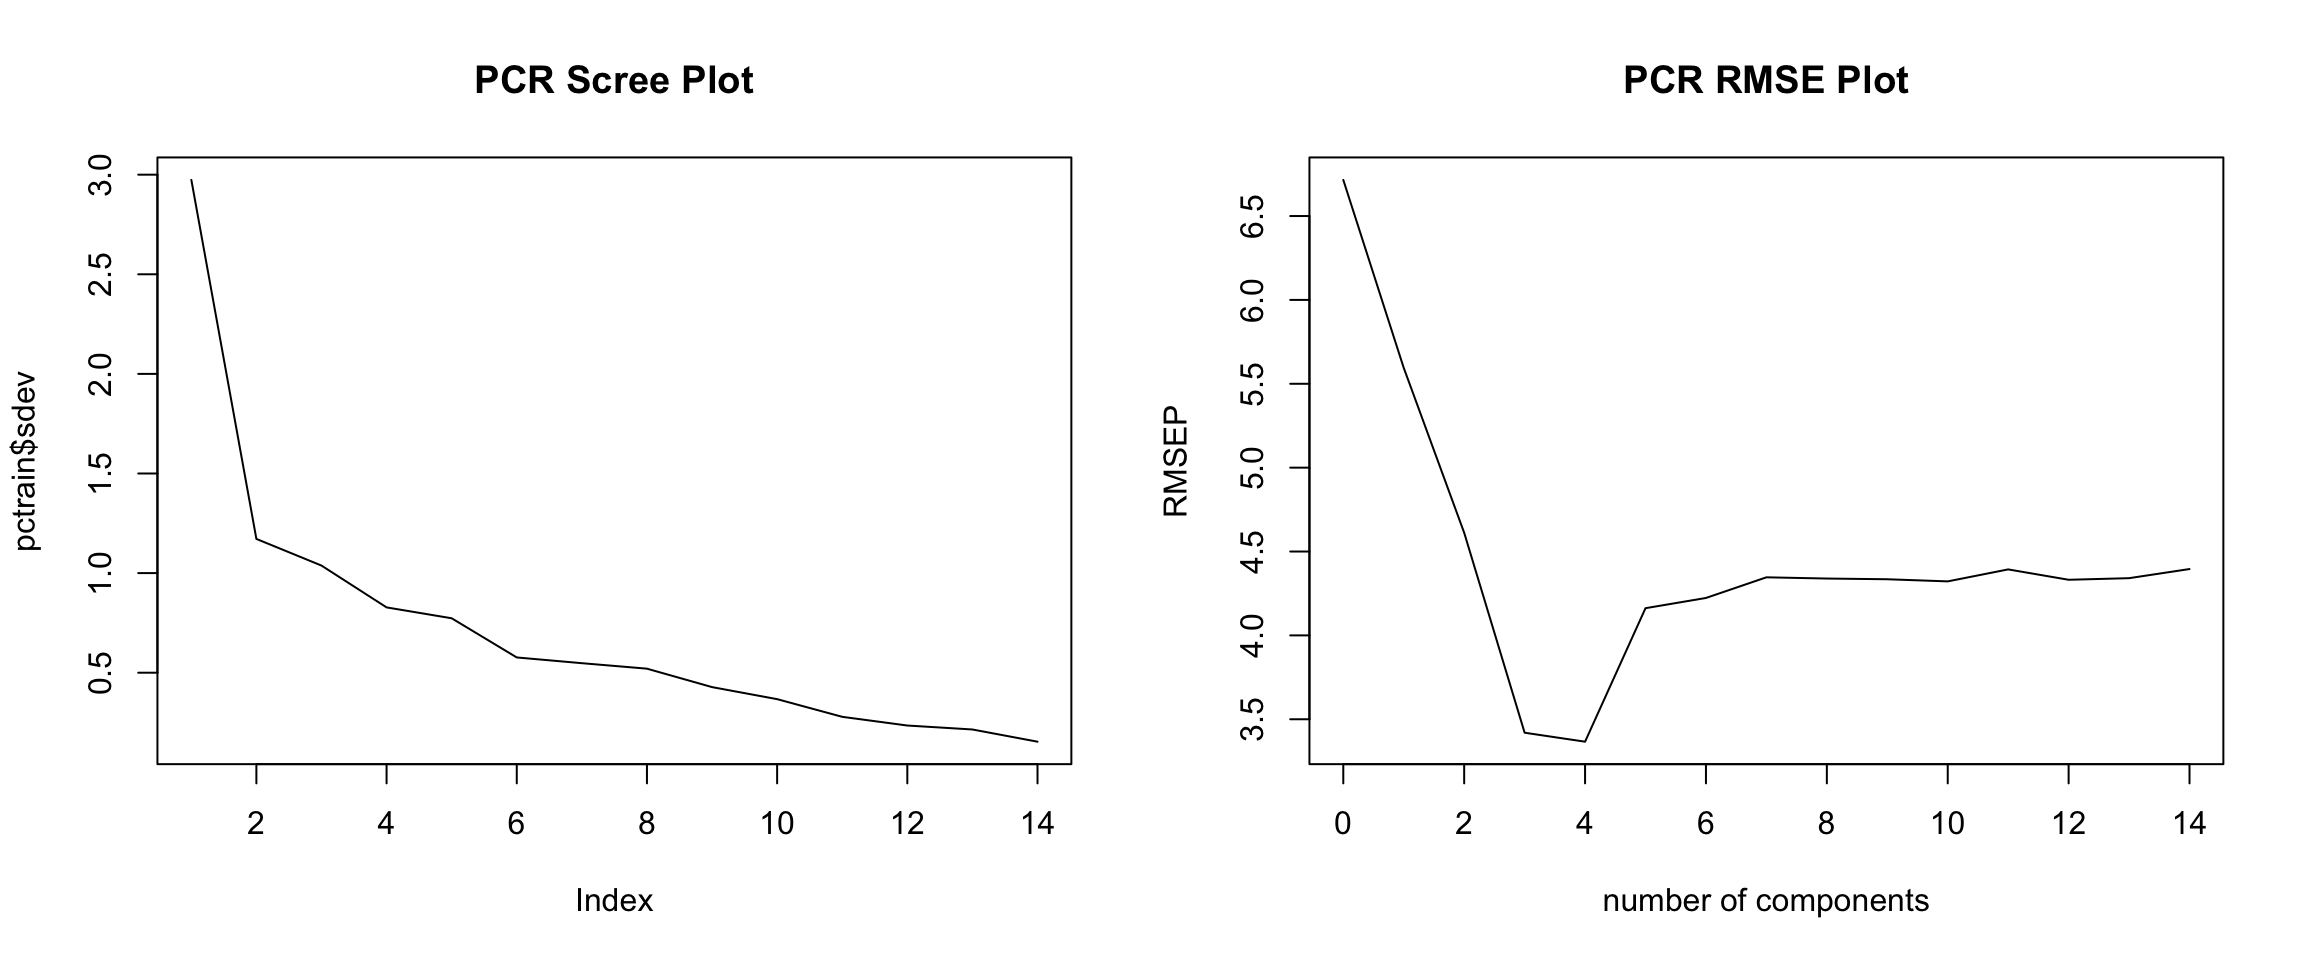 PCR Scree Plot
pctrain$sdev
3.0
2.5
2.0
1.5
1.0
0.5
2 4 6 8 10 12 14
Index
PCR RMSE Plot
RMSEP
6.5
6.0
5.5
5.0
4.5
4.0
3.5
0 2 4 6 8 10 12 14
number of components